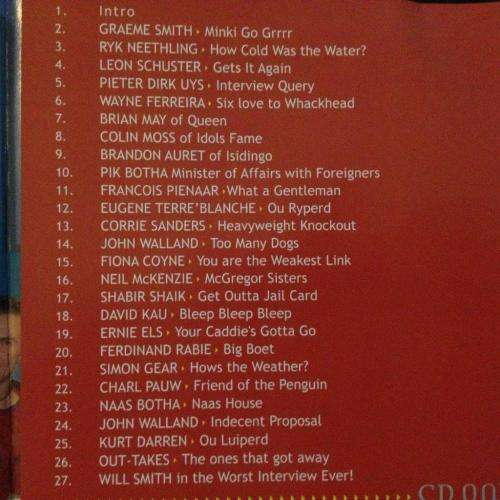 1. Intro
2. GRAEME SMITH • Minki Go Grrrr
3. RYK NEETHLING • How Cold Was the Water?
4. LEON SCHUSTER • Gets It Again
5. PIETER DIRK UYS • Interview Query
6. WAYNE FERREIRA • Six love to Whackhead
7. BRIAN MAY of Queen
8. COLIN MOSS of Idols Fame
9. BRANDON AURET of Isidingo
10. PIK BOTHA Minister of Affairs with Foreigners
11. FRANCOIS PIENAAR •What a Gentleman
12. EUGENE TERRE'BLANCHE • Ou Ryperd
13. CORRIE SANDERS • Heavyweight Knockout
14. JOHN WALLAND • Too Many Dogs
15. FIONA COYNE • You are the Weakest Link
16. NEIL McKENZIE • McGregor Sisters
17. SHABIR SHAIK • Get Outta Jail Card
18. DAVID KAU • Bleep Bleep Bleep
19. ERNIE ELS • Your Caddie's Gotta Go
20. FERDINAND RABIE • Big Boet
21. SIMON GEAR • Hows the Weather?
22. CHARL PAUW • Friend of the Penguin
23. NAAS BOTHA • Naas House
24. JOHN WALLAND • Indecent Proposal
25. KURT DARREN • Ou Luiperd
26. OUT-TAKES • The ones that got away
27. WILL SMITH in the Worst Interview Ever!